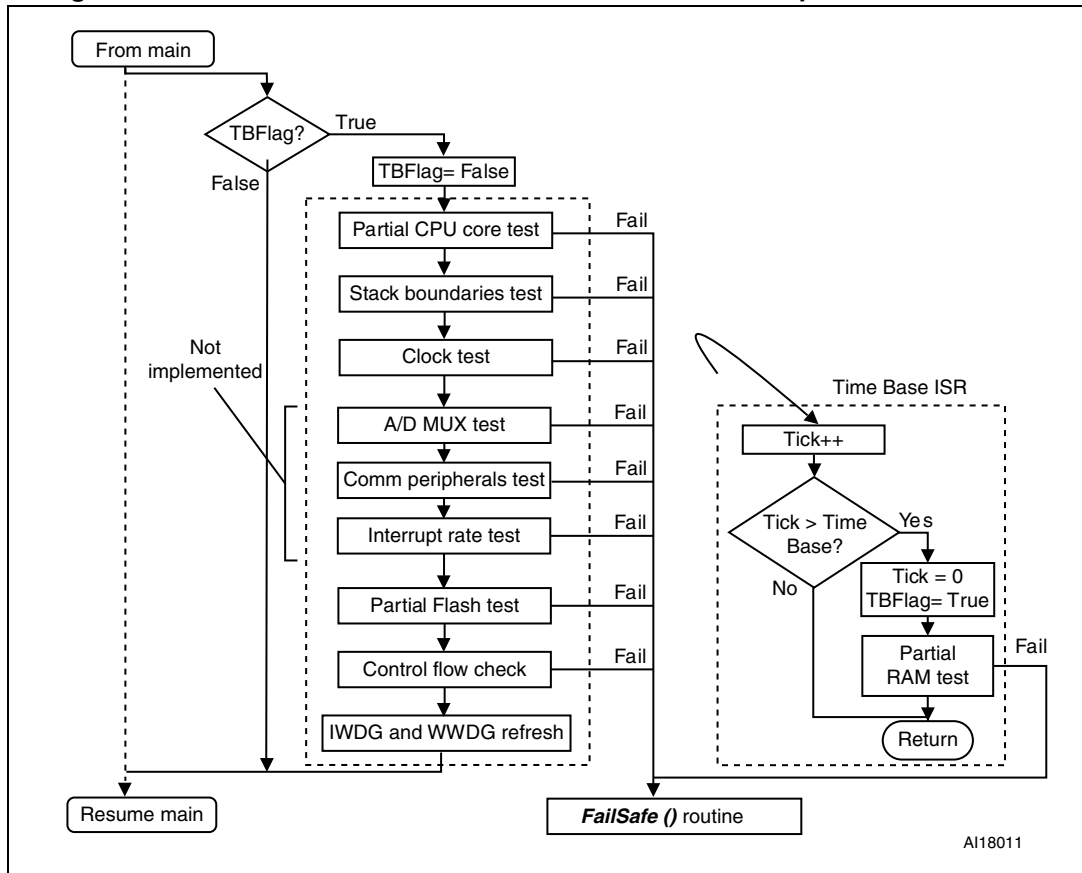 From main
TBFlag?
True
False
TBFlag= False
Partial CPU core test
Fail
Stack boundaries test
Fail
Clock test
Fail
Not
implemented
A/D MUX test
Fail
Comm peripherals test
Fail
Interrupt rate test
Fail
Partial Flash test
Fail
Control flow check
Fail
IWDG and WWDG refresh
Resume main
FailSafe () routine
Time Base ISR
Tick++
Tick > Time
Base?
Yes
No
Tick = 0
TBFlag= True
Partial
RAM test
Fail
Return
AI18011